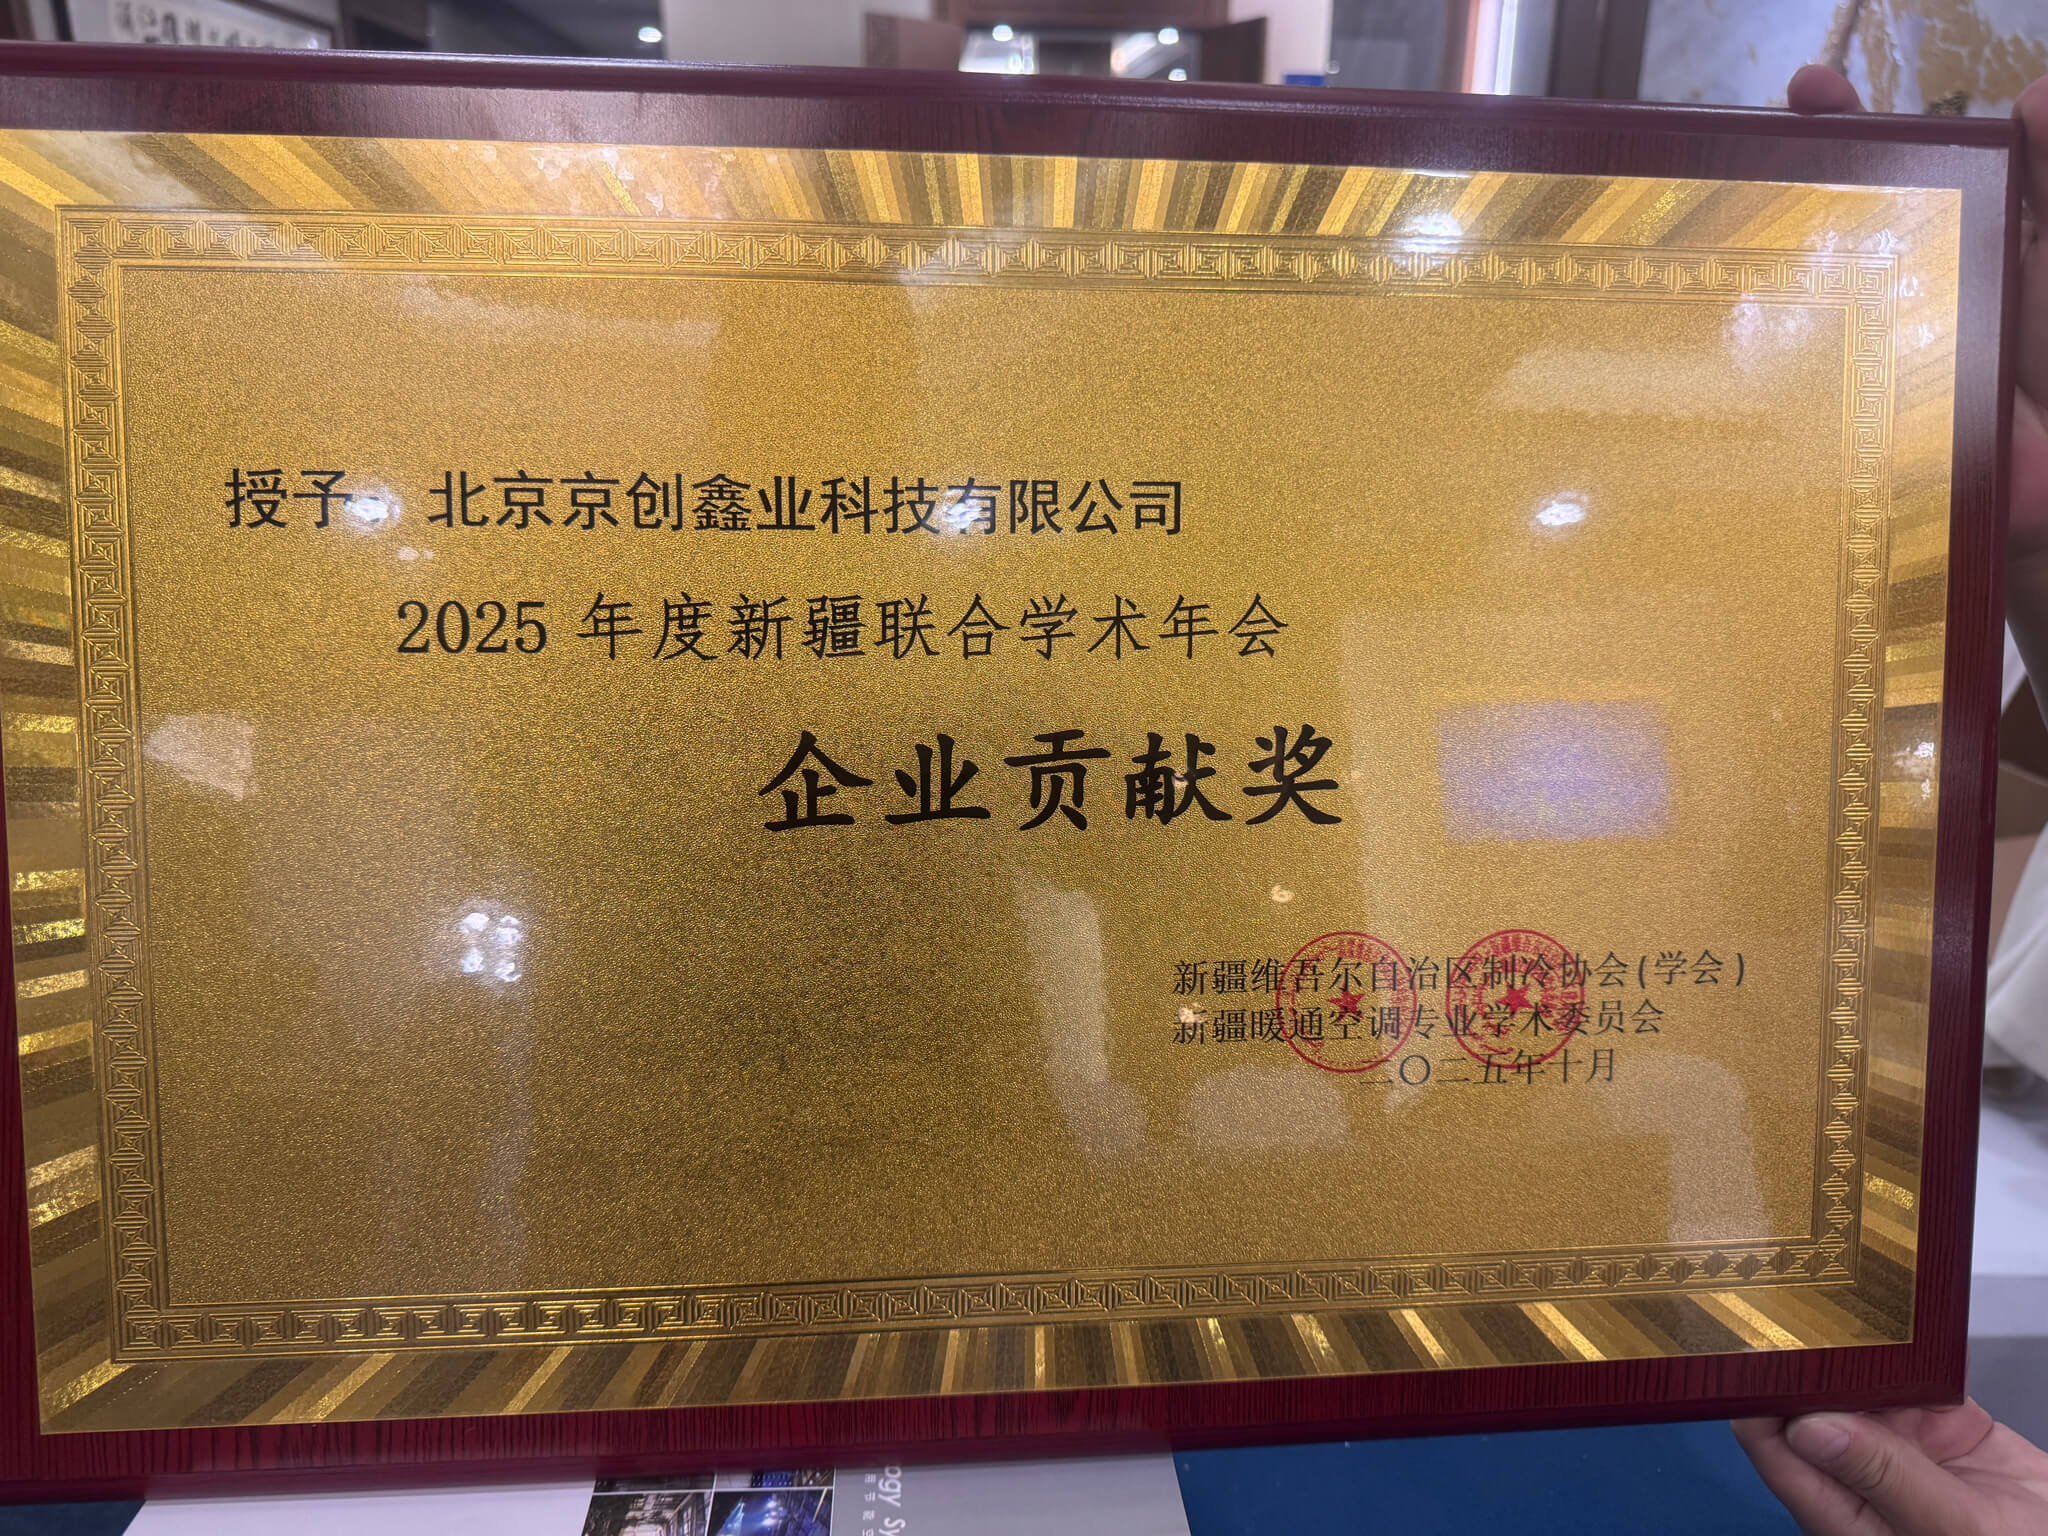 授予：北京京创鑫业科技有限公司
2025 年度新疆联合学术年会
企业贡献奖
新疆维吾尔自治区制冷协会(学会)
新疆暖通空调专业学术委员会
二〇二五年十月
ogy Sy